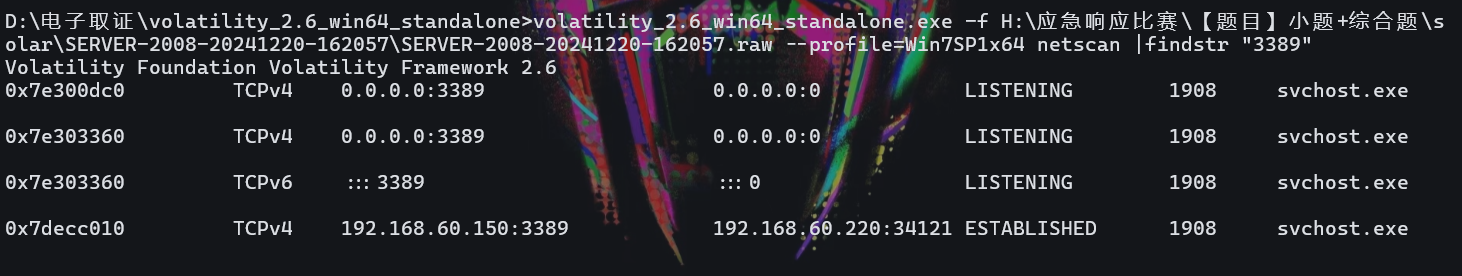 D:\电子取证\volatility_2.6_win64_standalone>volatility_2.6_win64_standalone.exe -f H:\应急响应比赛\【题目】小题+综合题\s
olar\SERVER-2008-20241220-162057\SERVER-2008-20241220-162057.raw --profile=Win7SP1x64 netscan |findstr "3389"
Volatility Foundation Volatility Framework 2.6
0x7e300dc0 TCPv4 0.0.0.0:3389 0.0.0.0:0 LISTENING 1908 svchost.exe
0x7e303360 TCPv4 0.0.0.0:3389 0.0.0.0:0 LISTENING 1908 svchost.exe
0x7e303360 TCPv6 :::3389 :::0 LISTENING 1908 svchost.exe
0x7decc010 TCPv4 192.168.60.150:3389 192.168.60.220:34121 ESTABLISHED 1908 svchost.exe